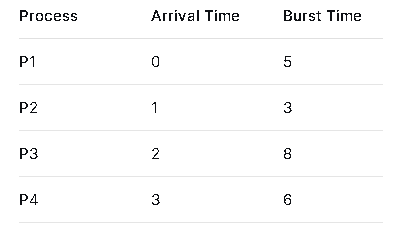 Process Arrival Time Burst Time
P1 0 5
P2 1 3
P3 2 8
P4 3 6